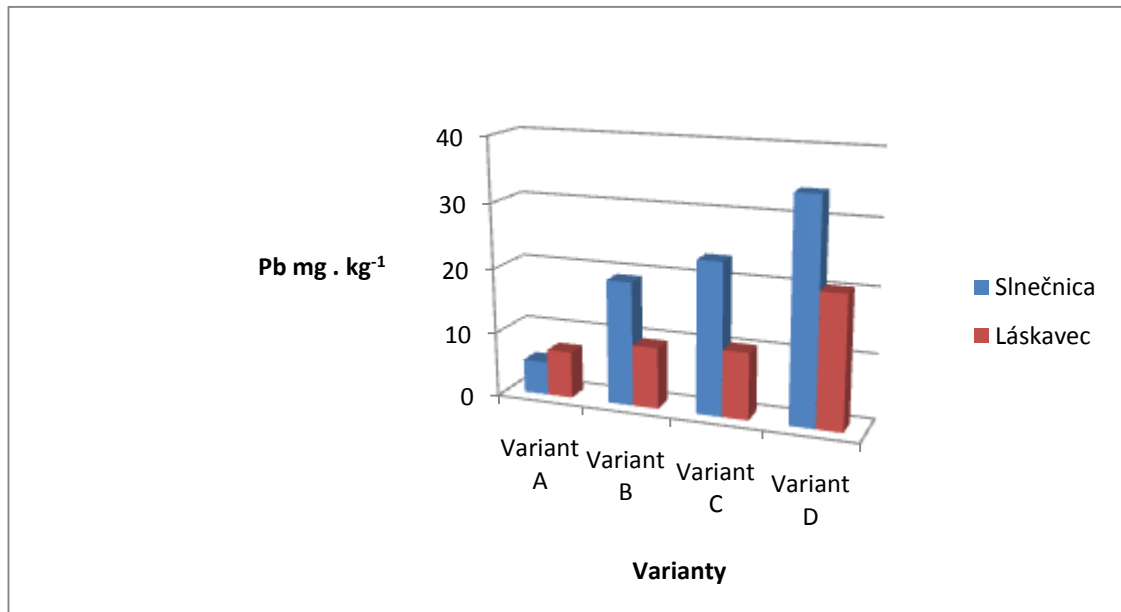 40
30
20
10
0
Pb mg . kg⁻¹
Variant
A
Variant
B
Variant
C
Variant
D
Varianty
Slnečnica
Láskavec